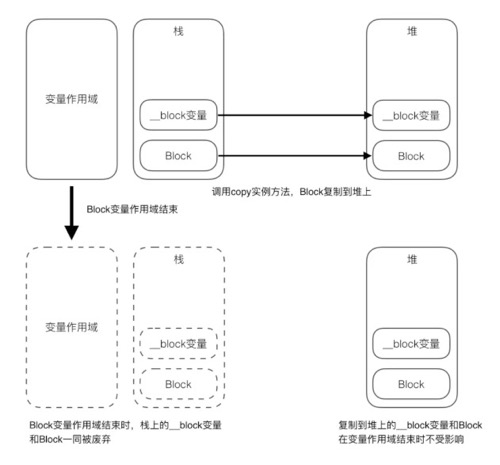 栈
堆
变量作用域
__block变量
__block变量
Block
Block
调用copy实例方法，Block复制到堆上
Block变量作用域结束
栈
堆
变量作用域
__block变量
__block变量
Block
Block
Block变量作用域结束时，栈上的__block变量
和Block一同被废弃
复制到堆上的__block变量和Block
在变量作用域结束时不受影响